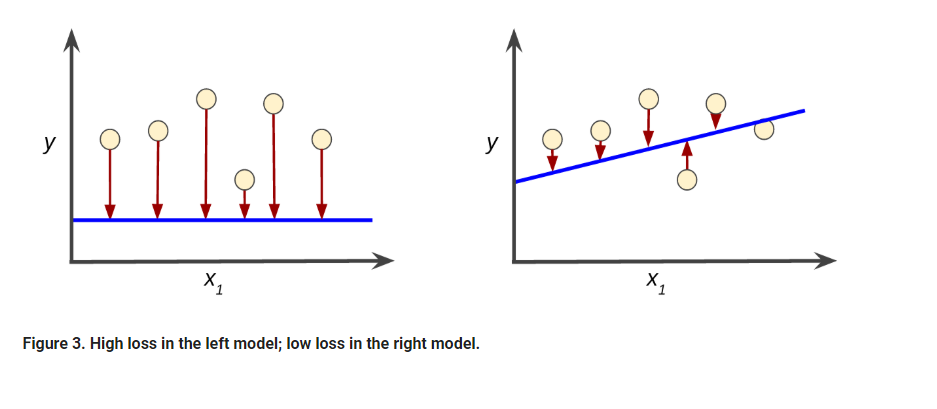 y
X1
y
X1
Figure 3. High loss in the left model; low loss in the right model.